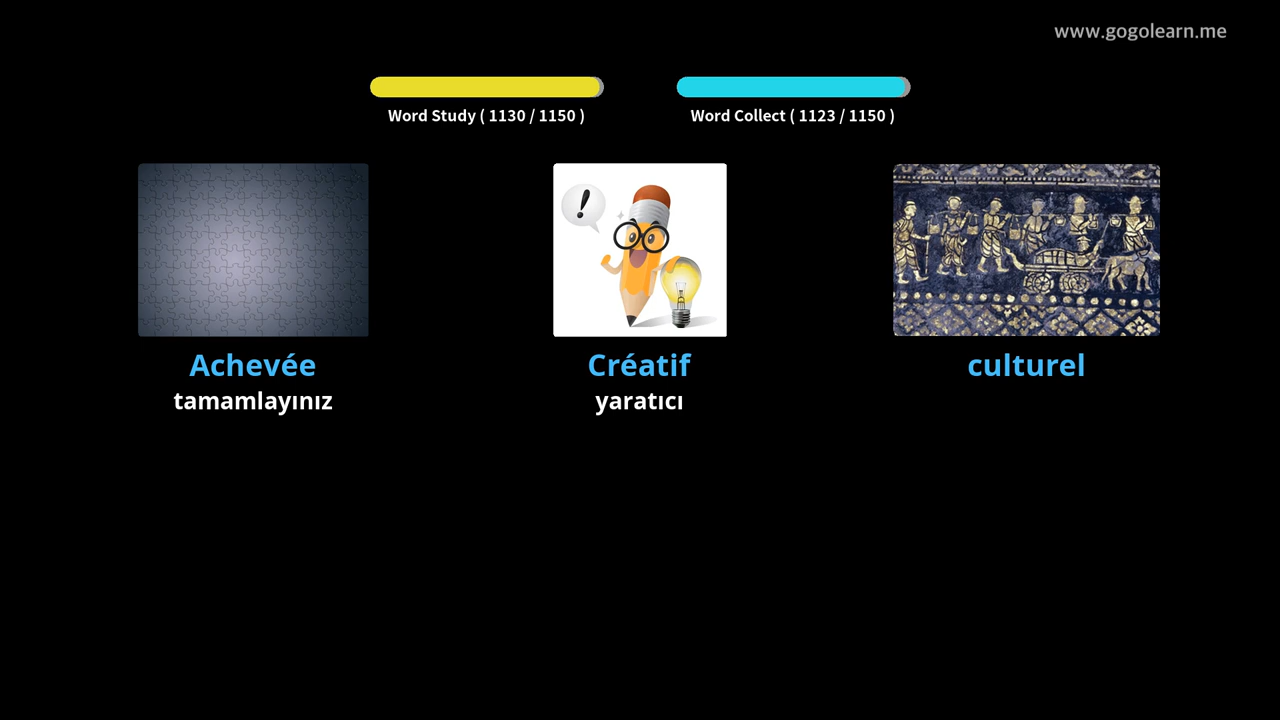 www.gogolearn.me
Word Study ( 1130 / 1150 )
Word Collect ( 1123 / 1150 )
!
Achevée
Créatif
culturel
tamamlayınız
yaratıcı